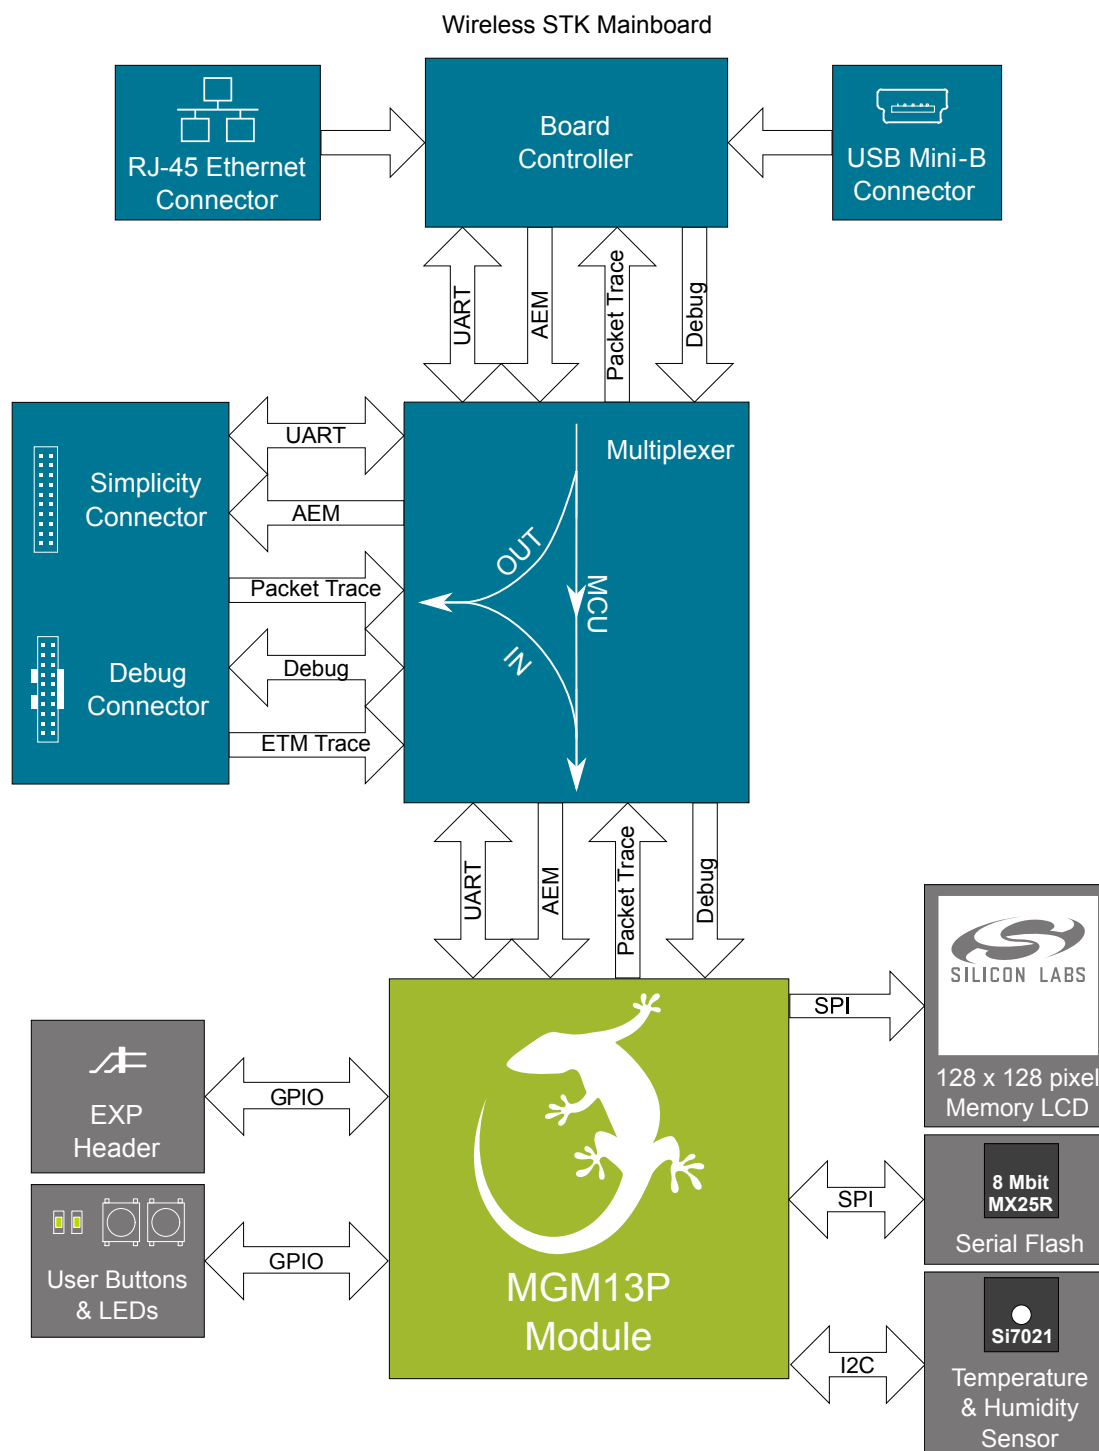 Wireless STK Mainboard
RJ-45 Ethernet
Connector
Board
Controller
USB Mini-B
Connector
UART
AEM
Packet Trace
Debug
Simplicity
Connector
Debug
Connector
UART
AEM
Packet Trace
Debug
ETM Trace
Multiplexer
OUT
MCU
IN
UART
AEM
Packet Trace
Debug
EXP
Header
GPIO
User Buttons
& LEDs
GPIO
MGM13P
Module
SPI
SILICON LABS
128 x 128 pixel
Memory LCD
SPI
8 Mbit
MX25R
Serial Flash
I2C
Si7021
Temperature
& Humidity
Sensor